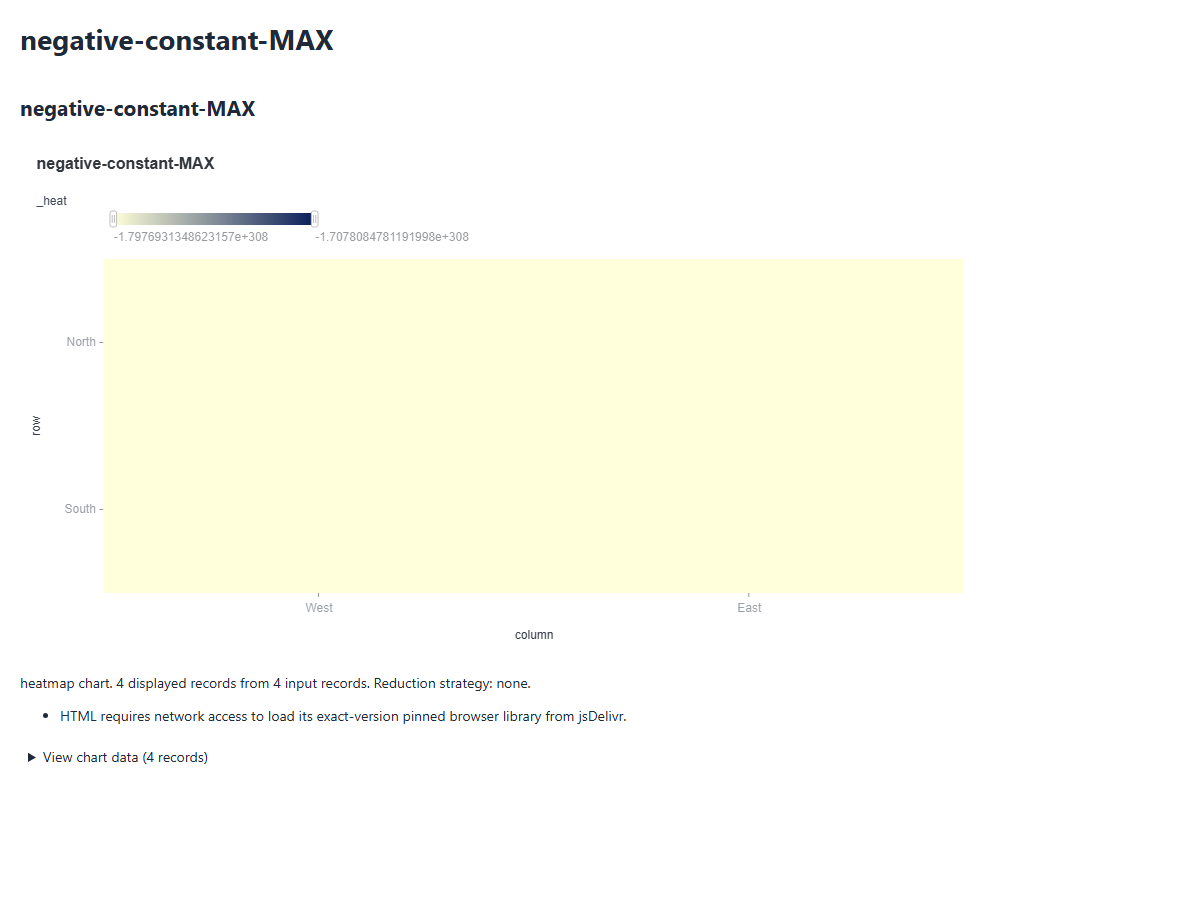 negative-constant-MAX
negative-constant-MAX
negative-constant-MAX
_heat
-1.7976931348623157e+308 -1.7078084781191998e+308
North
row
South
West East
column
heatmap chart. 4 displayed records from 4 input records. Reduction strategy: none.
• HTML requires network access to load its exact-version pinned browser library from jsDelivr.
▶ View chart data (4 records)